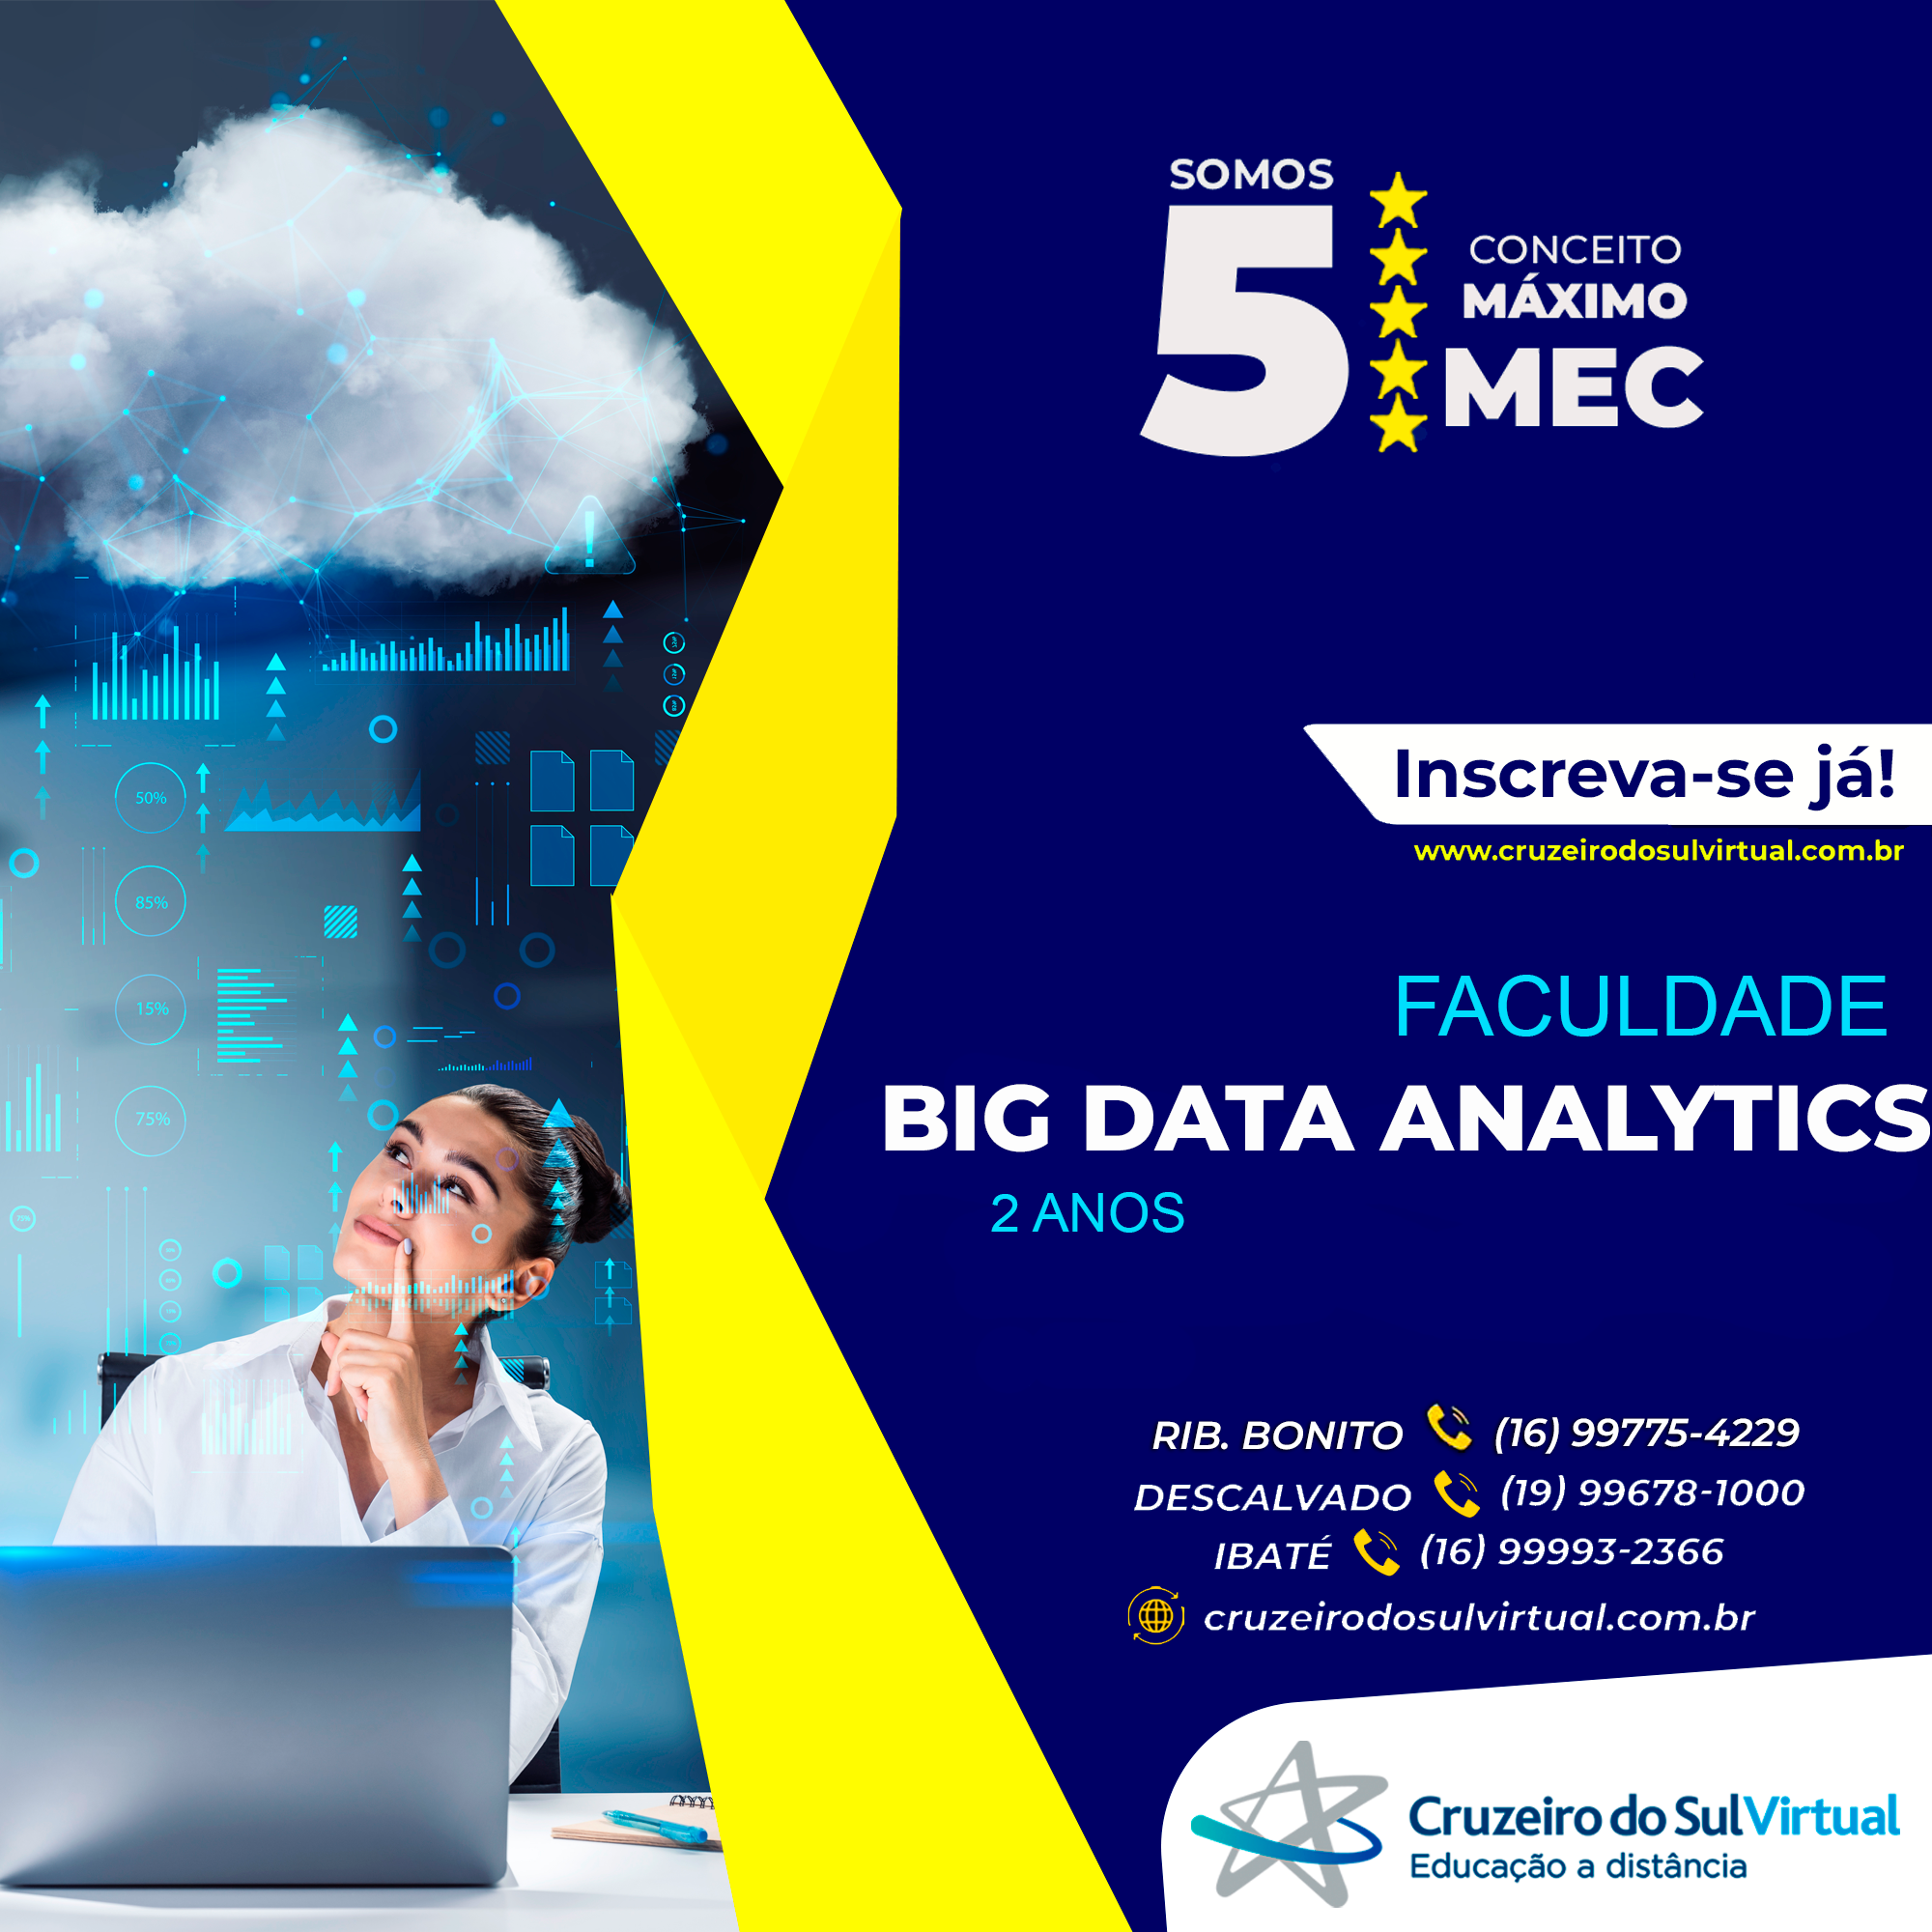 SOMOS
5
CONCEITO
MÁXIMO
MEC
Inscreva-se já!
www.cruzeirodosulvirtual.com.br
FACULDADE
BIG DATA ANALYTICS
2 ANOS
RIB. BONITO (16) 99775-4229
DESCALVADO (19) 99678-1000
IBATÉ (16) 99993-2366
cruzeirodosulvirtual.com.br
Cruzeiro do Sul Virtual
Educação a distância
50%
85%
15%
75%
75%